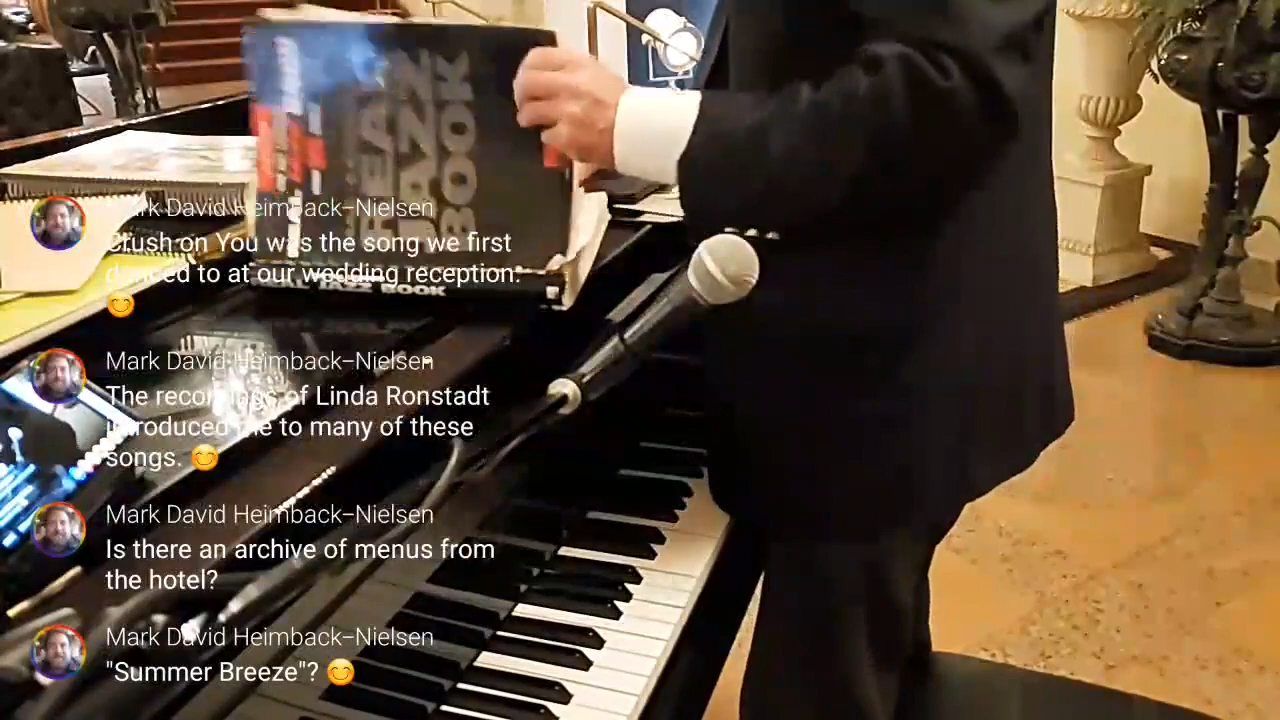 REAL
JAZZ
BOOK
JAZZ BOOK
Mark David Heimback-Nielsen
Crush on You was the song we first
danced to at our wedding reception.
😊
Mark David Heimback-Nielsen
The recordings of Linda Ronstadt
introduced me to many of these
songs. 😊
Mark David Heimback-Nielsen
Is there an archive of menus from
the hotel?
Mark David Heimback-Nielsen
"Summer Breeze"? 😊